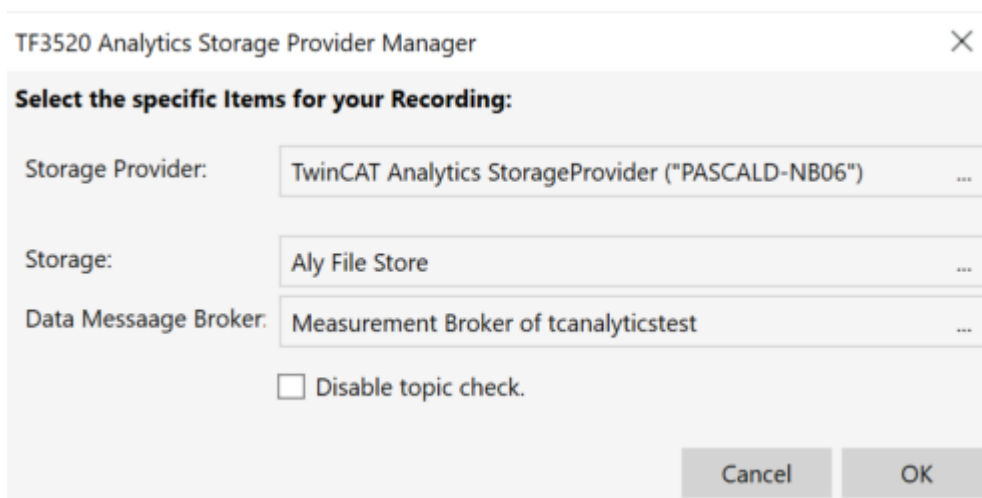 TF3520 Analytics Storage Provider Manager
Select the specific Items for your Recording:
Storage Provider: TwinCAT Analytics StorageProvider ("PASCALD-NB06") ...
Storage: Aly File Store ...
Data Messaage Broker: Measurement Broker of tcanalyticstest ...
Disable topic check.
Cancel OK